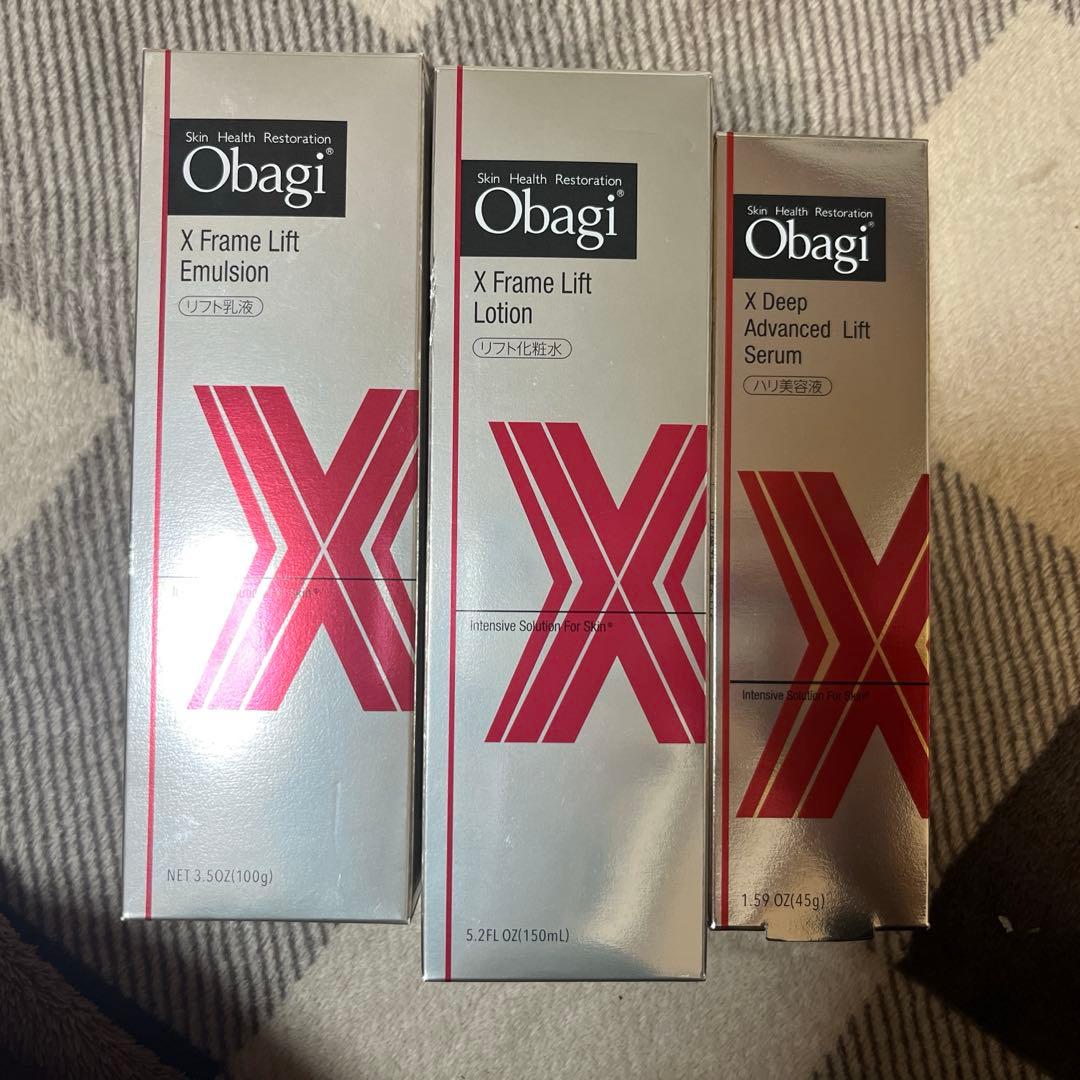 Skin Health Restoration
Obagi®
X Frame Lift
Emulsion
リフト乳液
NET 3.5OZ(100g)
Skin Health Restoration
Obagi®
X Frame Lift
Lotion
リフト化粧水
X
Intensive Solution For Skin®
5.2FL OZ(150mL)
Skin Health Restoration
Obagi®
X Deep
Advanced Lift
Serum
ハリ美容液
X
Intensive Solution For Skin®
1.59 OZ(45g)